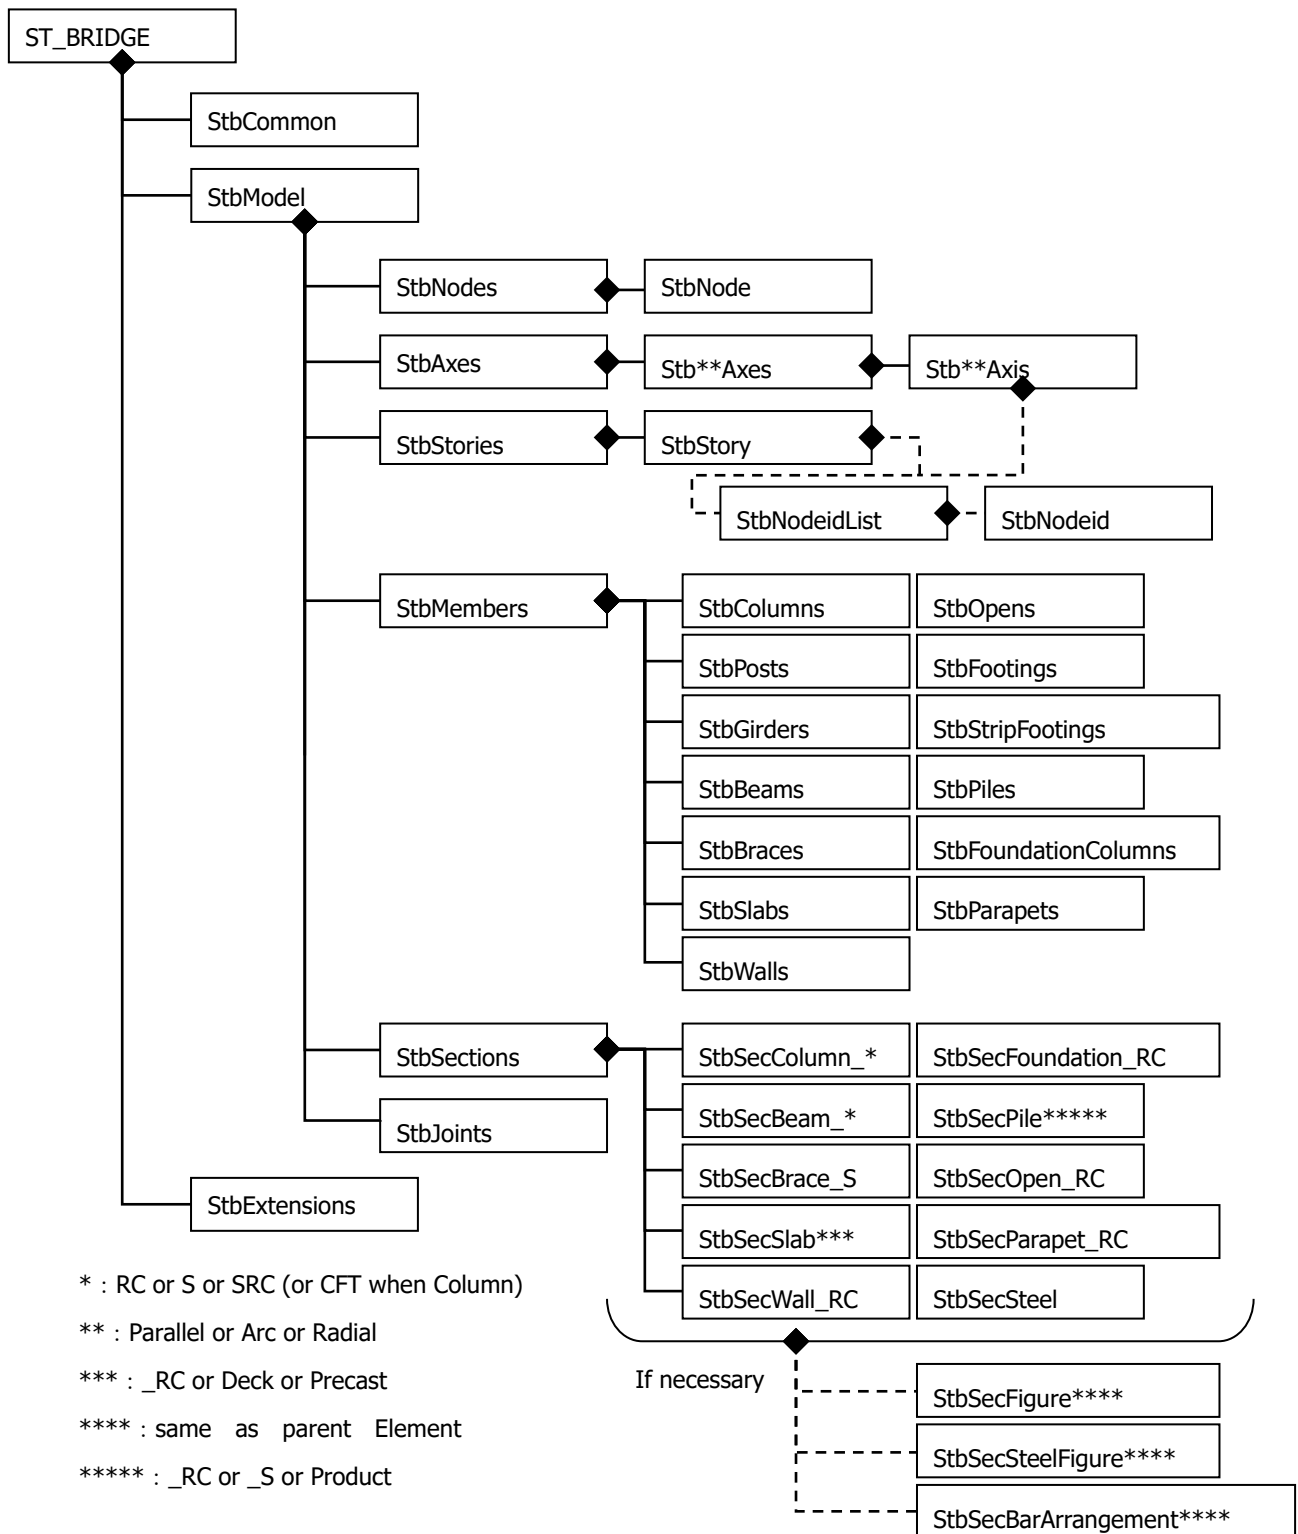 ST_BRIDGE
StbCommon
StbModel
StbNodes
StbNode
StbAxes
Stb**Axes
Stb**Axis
StbStories
StbStory
StbNodeidList
StbNodeid
StbMembers
StbColumns
StbOpens
StbPosts
StbFootings
StbGirders
StbStripFootings
StbBeams
StbPiles
StbBraces
StbFoundationColumns
StbSlabs
StbParapets
StbWalls
StbSections
StbSecColumn_*
StbSecFoundation_RC
StbSecBeam_*
StbSecPile*****
StbJoints
StbSecBrace_S
StbSecOpen_RC
StbExtensions
StbSecSlab***
StbSecParapet_RC
StbSecWall_RC
StbSecSteel
* : RC or S or SRC (or CFT when Column)
** : Parallel or Arc or Radial
*** : _RC or Deck or Precast
**** : same as parent Element
***** : _RC or _S or Product
If necessary
StbSecFigure****
StbSecSteelFigure****
StbSecBarArrangement****